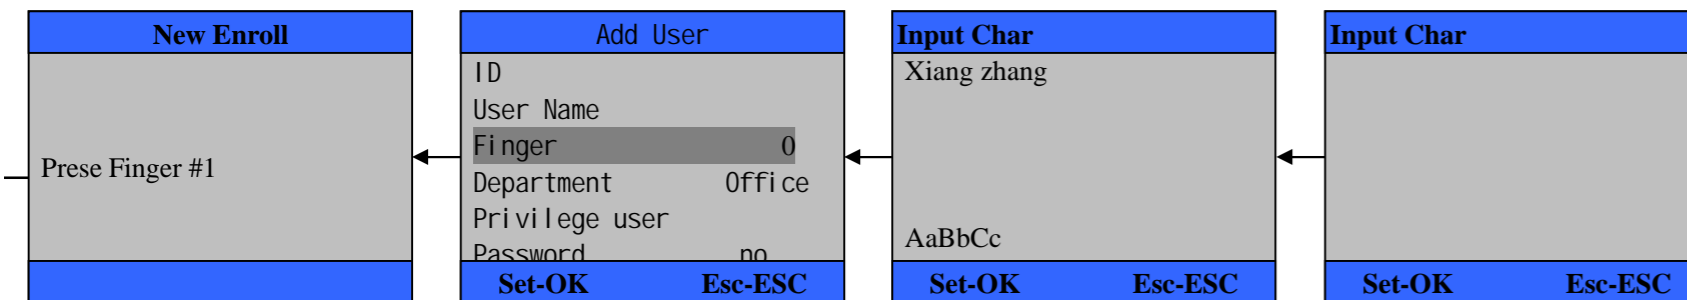 New Enroll
Prese Finger #1
Add User
ID
User Name
Finger 0
Department Office
Privilege user
Password no
Set-OK Esc-ESC
Input Char
Xiang zhang
AaBbCc
Set-OK Esc-ESC
Input Char
Set-OK Esc-ESC